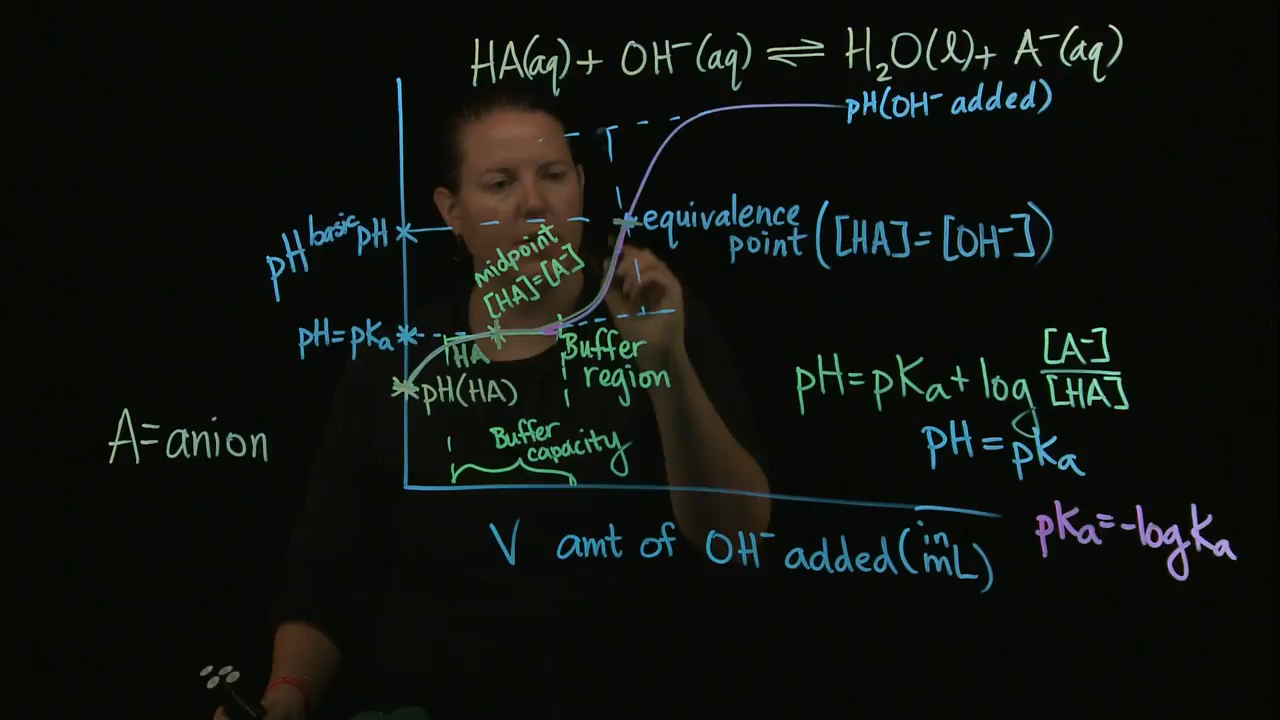 HA(aq) + OH⁻(aq) ⇌ H₂O(l) + A⁻(aq)
pH(OH⁻ added)
pH basic pH
equivalence
point ([HA]=[OH⁻])
midpoint
[HA]=[A⁻]
pH=pKa
HA
Buffer
region
pH(HA)
pH=pKa+log [A⁻]/[HA]
pH=pKa
A=anion
Buffer
capacity
V amt of OH⁻ added (in mL)
pKa=-logKa